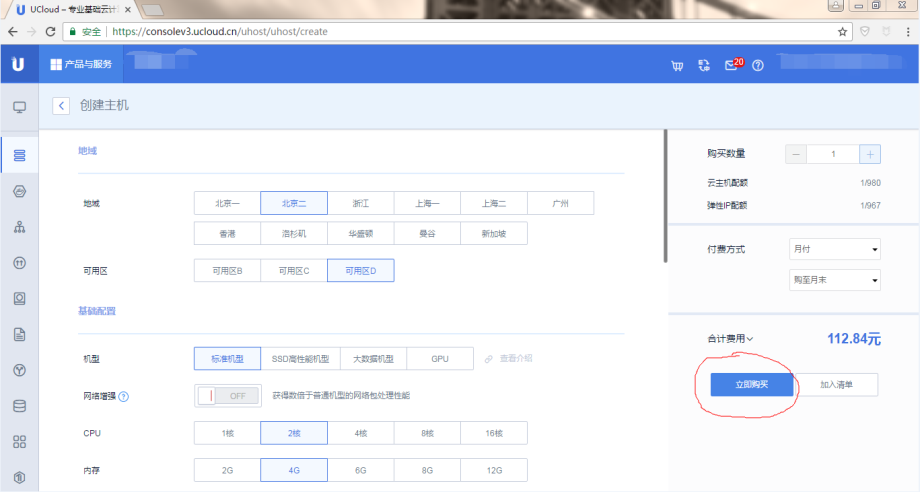 UCloud – 专业基础云计
安全 | https://consolev3.ucloud.cn/uhost/uhost/create
U 产品与服务 20
创建主机
地域
地域 北京一 北京二 浙江 上海一 上海二 广州
香港 洛杉矶 华盛顿 曼谷 新加坡
可用区 可用区B 可用区C 可用区D
基础配置
机型 标准机型 SSD高性能机型 大数据机型 GPU 查看介绍
网络增强 OFF 获得数倍于普通机型的网络包处理性能
CPU 1核 2核 4核 8核 16核
内存 2G 4G 6G 8G 12G
购买数量 1
云主机配额 1/980
弹性IP配额 1/967
付费方式 月付
购至月末
合计费用 112.84元
立即购买 加入清单